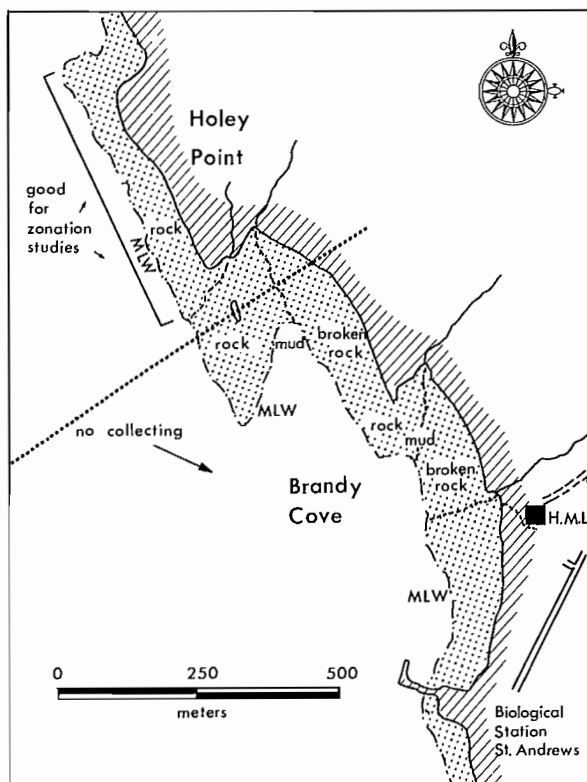 Holey
Point
good
for
zonation
studies
MLW
rock
rock
mud
broken
rock
MLW
no collecting
rock
mud
broken
rock
Brandy
Cove
H.M.L
MLW
0 250 500
meters
Biological
Station
St. Andrews